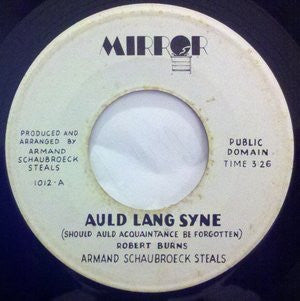 MIRROR
PRODUCED AND
ARRANGED BY
ARMAND
SCHAUBROECK
STEALS
1012-A
PUBLIC
DOMAIN
TIME 3:26
AULD LANG SYNE
(SHOULD AULD ACQUAINTANCE BE FORGOTTEN)
ROBERT BURNS
ARMAND SCHAUBROECK STEALS